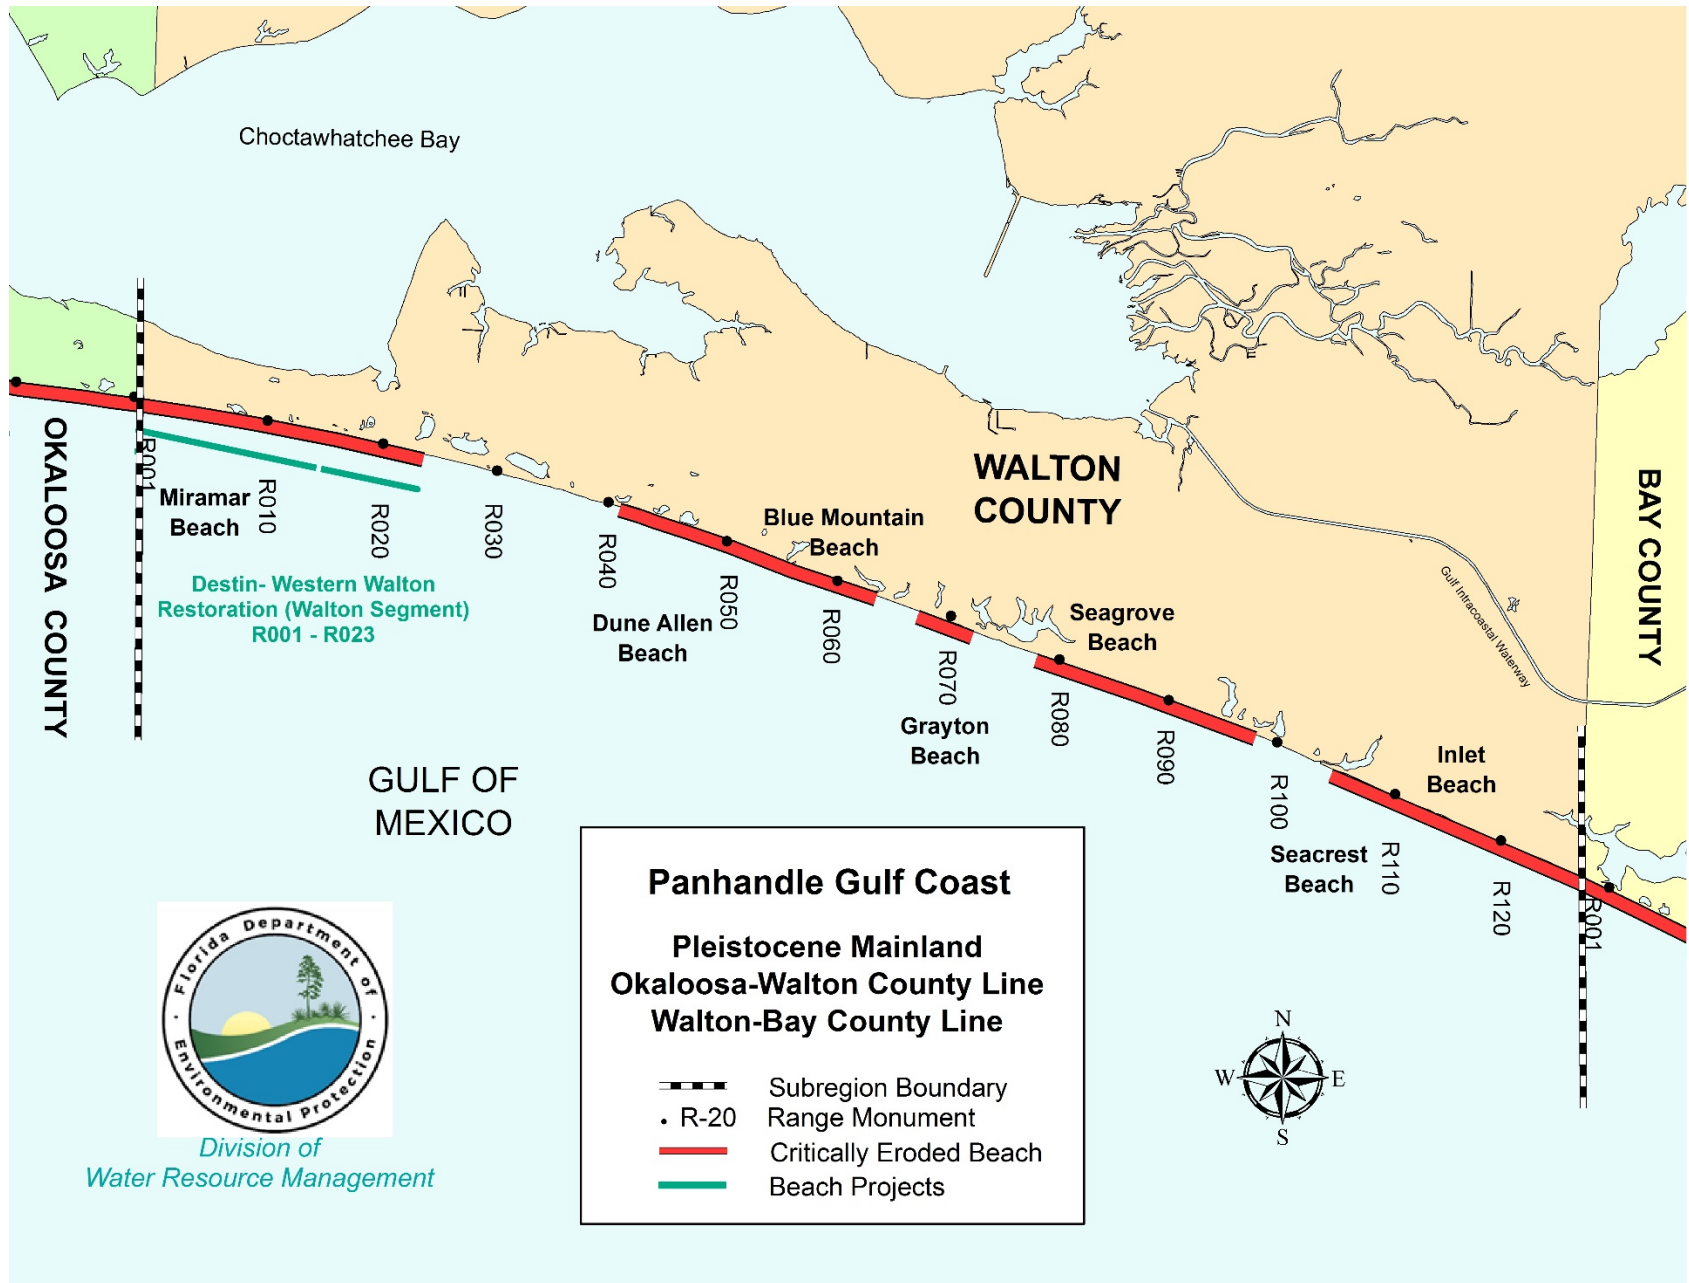 Choctawhatchee Bay
OKALOOSA COUNTY
WALTON
COUNTY
BAY COUNTY
Gulf Intracoastal Waterway
R001
R010
R020
R030
R040
R050
R060
R070
R080
R090
R100
R110
R120
R001
Miramar
Beach
Destin- Western Walton
Restoration (Walton Segment)
R001 - R023
Dune Allen
Beach
Blue Mountain
Beach
Grayton
Beach
Seagrove
Beach
Seacrest
Beach
Inlet
Beach
GULF OF
MEXICO
Panhandle Gulf Coast
Pleistocene Mainland
Okaloosa-Walton County Line
Walton-Bay County Line
Subregion Boundary
R-20 Range Monument
Critically Eroded Beach
Beach Projects
Florida Department of
Environmental Protection
Division of
Water Resource Management
N
W E
S